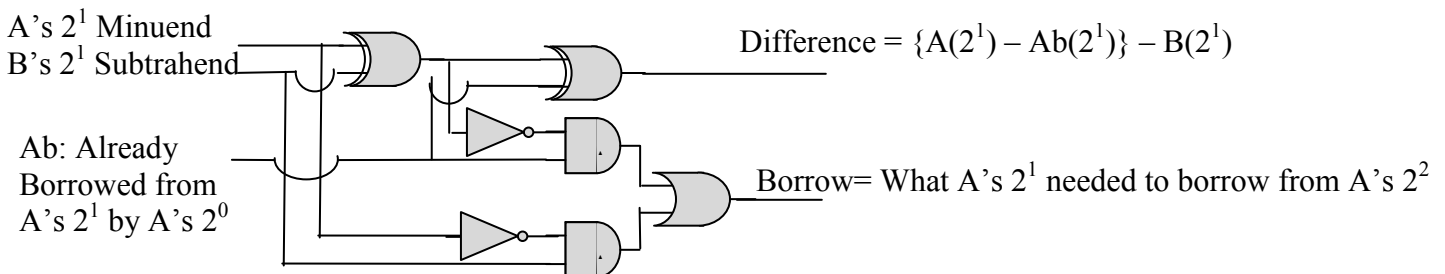 A's 2¹ Minuend
B's 2¹ Subtrahend
Difference = {A(2¹) – Ab(2¹)} – B(2¹)
Ab: Already
Borrowed from
A's 2¹ by A's 2⁰
Borrow= What A's 2¹ needed to borrow from A's 2²